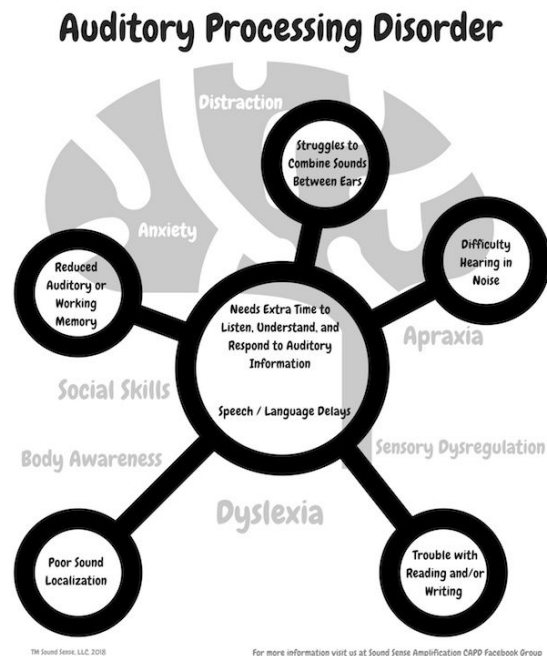 Auditory Processing Disorder
Distraction
Struggles to
Combine Sounds
Between Ears
Anxiety
Difficulty
Hearing in
Noise
Reduced
Auditory or
Working
Memory
Needs Extra Time to
Listen, Understand, and
Respond to Auditory
Information
Speech / Language Delays
Apraxia
Social Skills
Body Awareness
Sensory Dysregulation
Dyslexia
Poor Sound
Localization
Trouble with
Reading and/or
Writing
TM Sound Sense, LLC, 2018
For more information visit us at Sound Sense Amplification CAPD Facebook Group